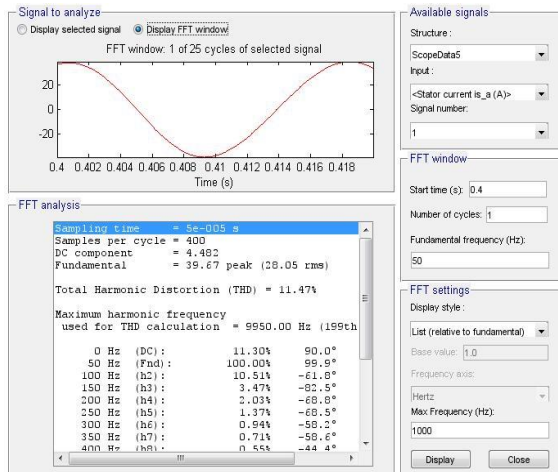 Signal to analyze
Display selected signal Display FFT window
FFT window: 1 of 25 cycles of selected signal
20
0
-20
0.4 0.402 0.404 0.406 0.408 0.41 0.412 0.414 0.416 0.418
Time (s)
FFT analysis
Sampling time = 5e-005 s
Samples per cycle = 400
DC component = 4.482
Fundamental = 39.67 peak (28.05 rms)
Total Harmonic Distortion (THD) = 11.47%
Maximum harmonic frequency
used for THD calculation = 9950.00 Hz (199th
0 Hz (DC): 11.30% 90.0°
50 Hz (Fnd): 100.00% 99.9°
100 Hz (h2): 10.51% -61.8°
150 Hz (h3): 3.47% -82.5°
200 Hz (h4): 2.03% -68.8°
250 Hz (h5): 1.37% -68.5°
300 Hz (h6): 0.94% -58.2°
350 Hz (h7): 0.71% -58.6°
400 Hz (h8): 0.55% -44.4°
Available signals
Structure :
ScopeData5
Input :
<Stator current is_a (A)>
Signal number:
1
FFT window
Start time (s): 0.4
Number of cycles: 1
Fundamental frequency (Hz):
50
FFT settings
Display style :
List (relative to fundamental)
Base value: 1.0
Frequency axis:
Hertz
Max Frequency (Hz):
1000
Display Close